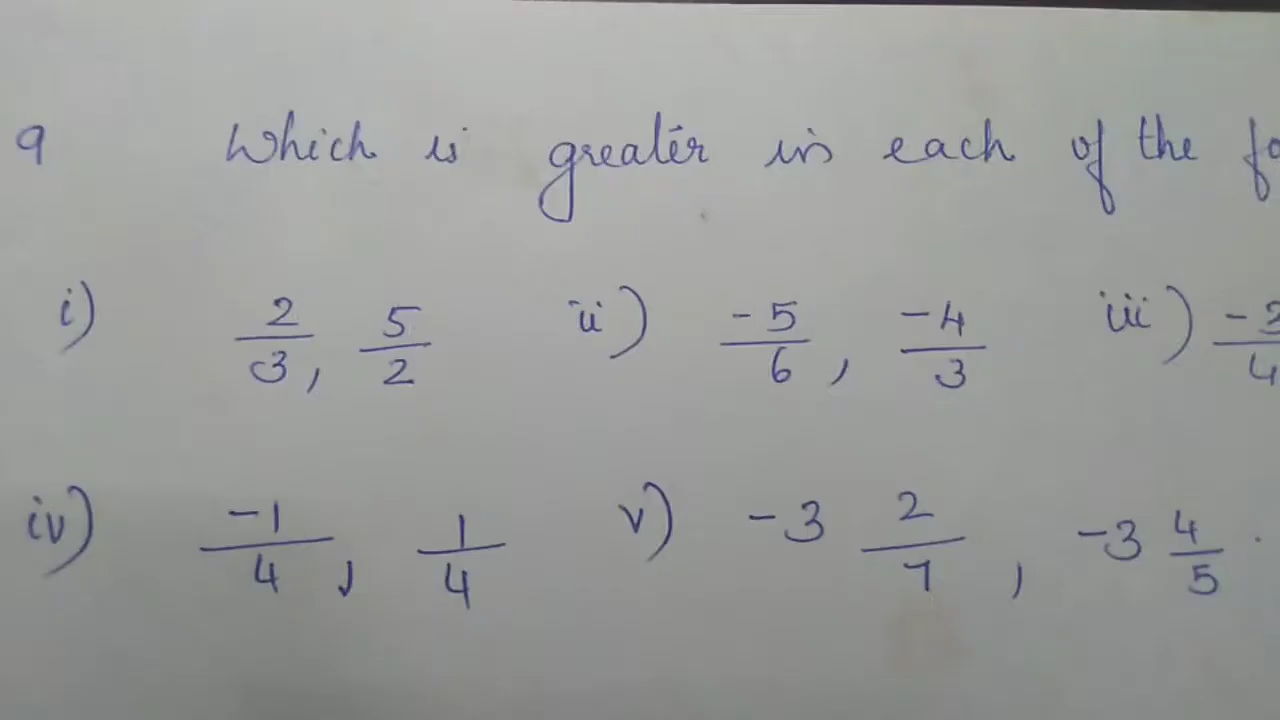 9 Which is greater in each of the
i) 2/3, 5/2 ii) -5/6, -4/3 iii)
iv) -1/4, 1/4 v) -3 2/7, -3 4/5.